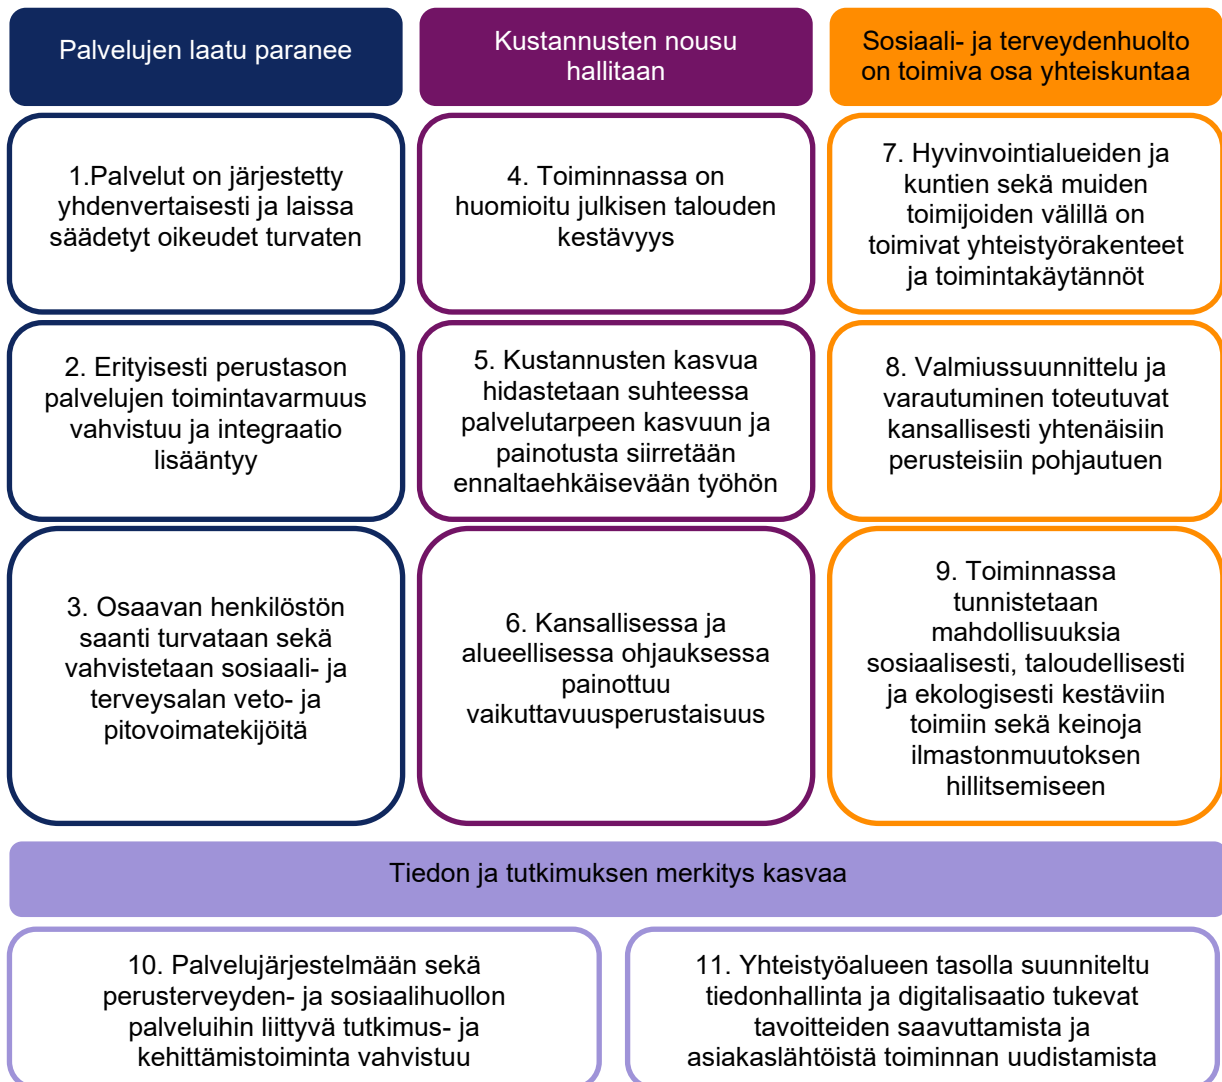 Palvelujen laatu paranee
Kustannusten nousu
hallitaan
Sosiaali- ja terveydenhuolto
on toimiva osa yhteiskuntaa
1.Palvelut on järjestetty
yhdenvertaisesti ja laissa
säädetyt oikeudet turvaten
4. Toiminnassa on
huomioitu julkisen talouden
kestävyys
7. Hyvinvointialueiden ja
kuntien sekä muiden
toimijoiden välillä on
toimivat yhteistyörakenteet
ja toimintakäytännöt
2. Erityisesti perustason
palvelujen toimintavarmuus
vahvistuu ja integraatio
lisääntyy
5. Kustannusten kasvua
hidastetaan suhteessa
palvelutarpeen kasvuun ja
painotusta siirretään
ennaltaehkäisevään työhön
8. Valmiussuunnittelu ja
varautuminen toteutuvat
kansallisesti yhtenäisiin
perusteisiin pohjautuen
3. Osaavan henkilöstön
saanti turvataan sekä
vahvistetaan sosiaali- ja
terveysalan veto- ja
pitovoimatekijöitä
6. Kansallisessa ja
alueellisessa ohjauksessa
painottuu
vaikuttavuusperustaisuus
9. Toiminnassa
tunnistetaan
mahdollisuuksia
sosiaalisesti, taloudellisesti
ja ekologisesti kestäviin
toimiin sekä keinoja
ilmastonmuutoksen
hillitsemiseen
Tiedon ja tutkimuksen merkitys kasvaa
10. Palvelujärjestelmään sekä
perusterveyden- ja sosiaalihuollon
palveluihin liittyvä tutkimus- ja
kehittämistoiminta vahvistuu
11. Yhteistyöalueen tasolla suunniteltu
tiedonhallinta ja digitalisaatio tukevat
tavoitteiden saavuttamista ja
asiakaslähtöistä toiminnan uudistamista